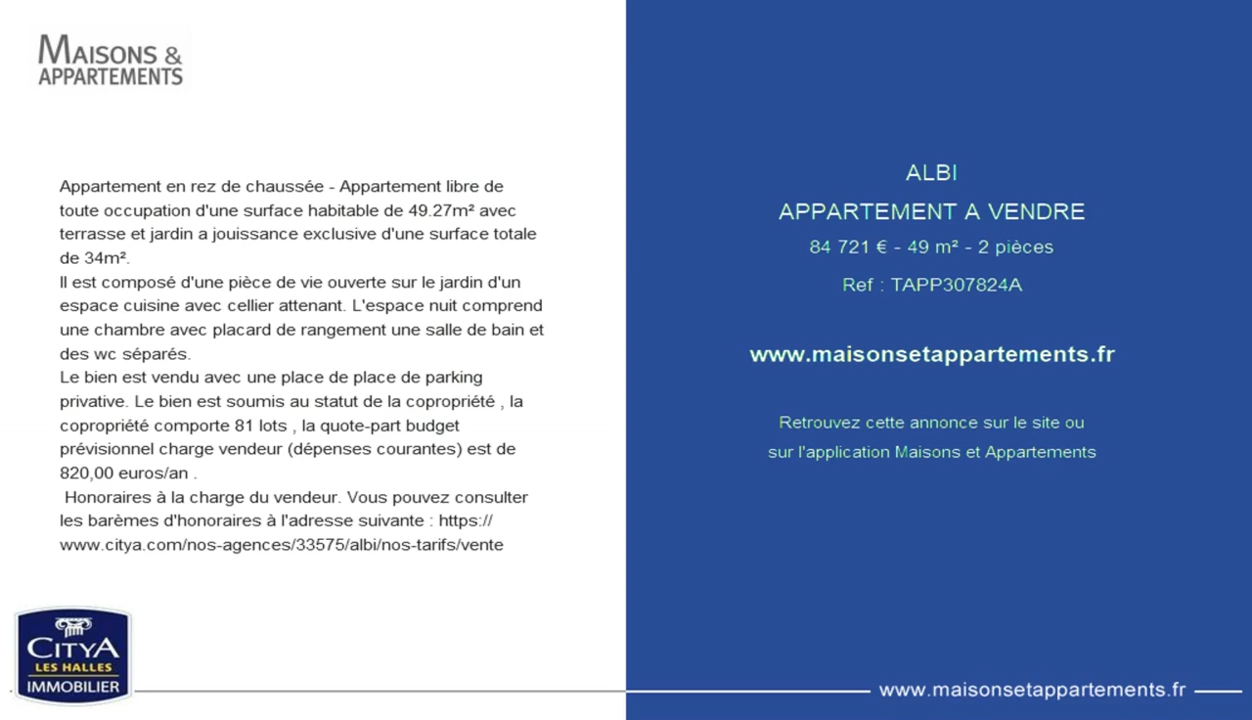 MAISONS &
APPARTEMENTS
Appartement en rez de chaussée - Appartement libre de
toute occupation d'une surface habitable de 49.27m² avec
terrasse et jardin a jouissance exclusive d'une surface totale
de 34m².
Il est composé d'une pièce de vie ouverte sur le jardin d'un
espace cuisine avec cellier attenant. L'espace nuit comprend
une chambre avec placard de rangement une salle de bain et
des wc séparés.
Le bien est vendu avec une place de place de parking
privative. Le bien est soumis au statut de la copropriété , la
copropriété comporte 81 lots , la quote-part budget
prévisionnel charge vendeur (dépenses courantes) est de
820,00 euros/an .
Honoraires à la charge du vendeur. Vous pouvez consulter
les barèmes d'honoraires à l'adresse suivante : https://
www.citya.com/nos-agences/33575/albi/nos-tarifs/vente
CITYA
LES HALLES
IMMOBILIER
ALBI
APPARTEMENT A VENDRE
84 721 € - 49 m² - 2 pièces
Ref : TAPP307824A
www.maisonsetappartements.fr
Retrouvez cette annonce sur le site ou
sur l'application Maisons et Appartements
www.maisonsetappartements.fr